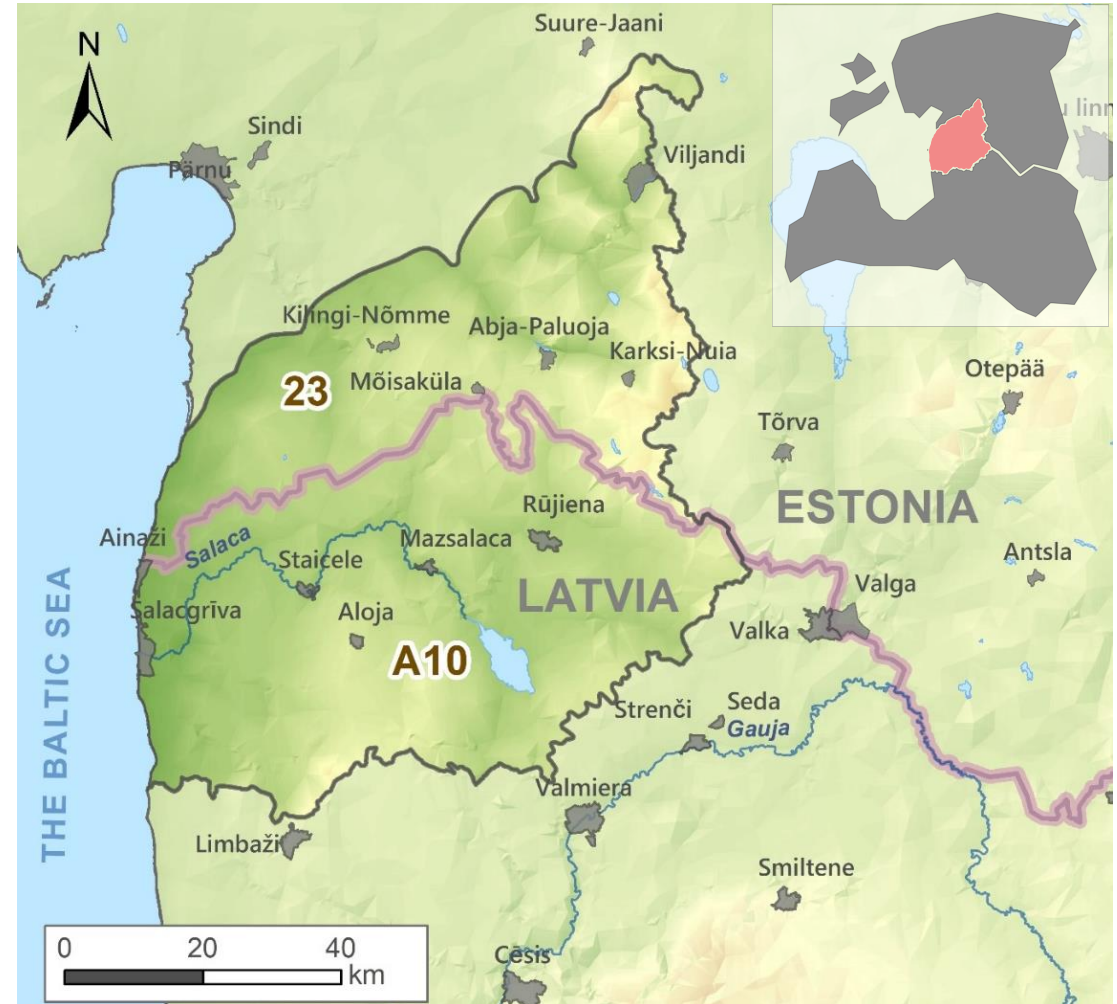 N
Suure-Jaani
Sindi
Pärnu
Viljandi
u linn
Kilingi-Nõmme
Abja-Paluoja
Karksi-Nuia
Mõisaküla
23
Otepää
Tõrva
ESTONIA
Rūjiena
Ainaži
Salaca
Mazsalaca
Staicele
Antsla
LATVIA
Valga
Salacgrīva
Aloja
Valka
A10
Strenči
Seda
Gauja
THE BALTIC SEA
Valmiera
Limbaži
Smiltene
0 20 40
km
Cēsis